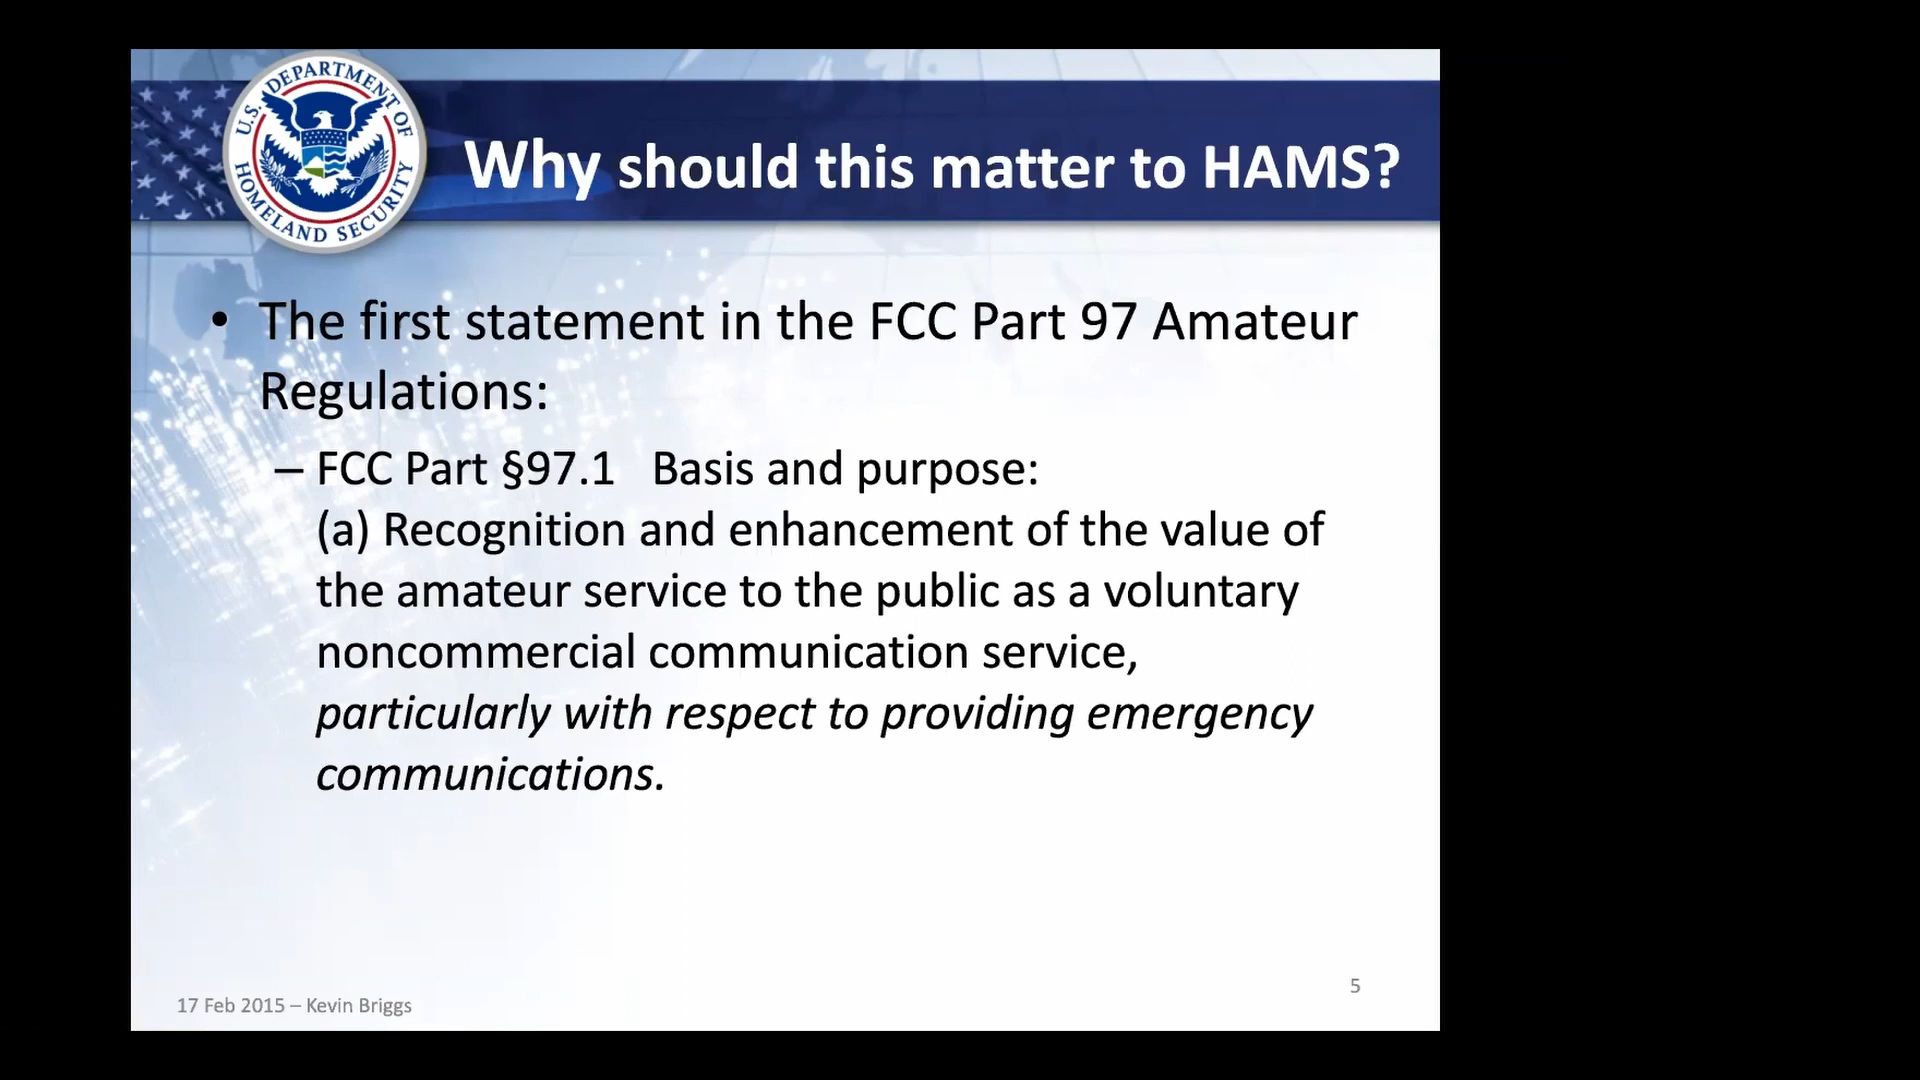 U.S. DEPARTMENT OF
HOMELAND SECURITY
Why should this matter to HAMS?
• The first statement in the FCC Part 97 Amateur
Regulations:
– FCC Part §97.1   Basis and purpose:
(a) Recognition and enhancement of the value of
the amateur service to the public as a voluntary
noncommercial communication service,
particularly with respect to providing emergency
communications.
5
17 Feb 2015 – Kevin Briggs